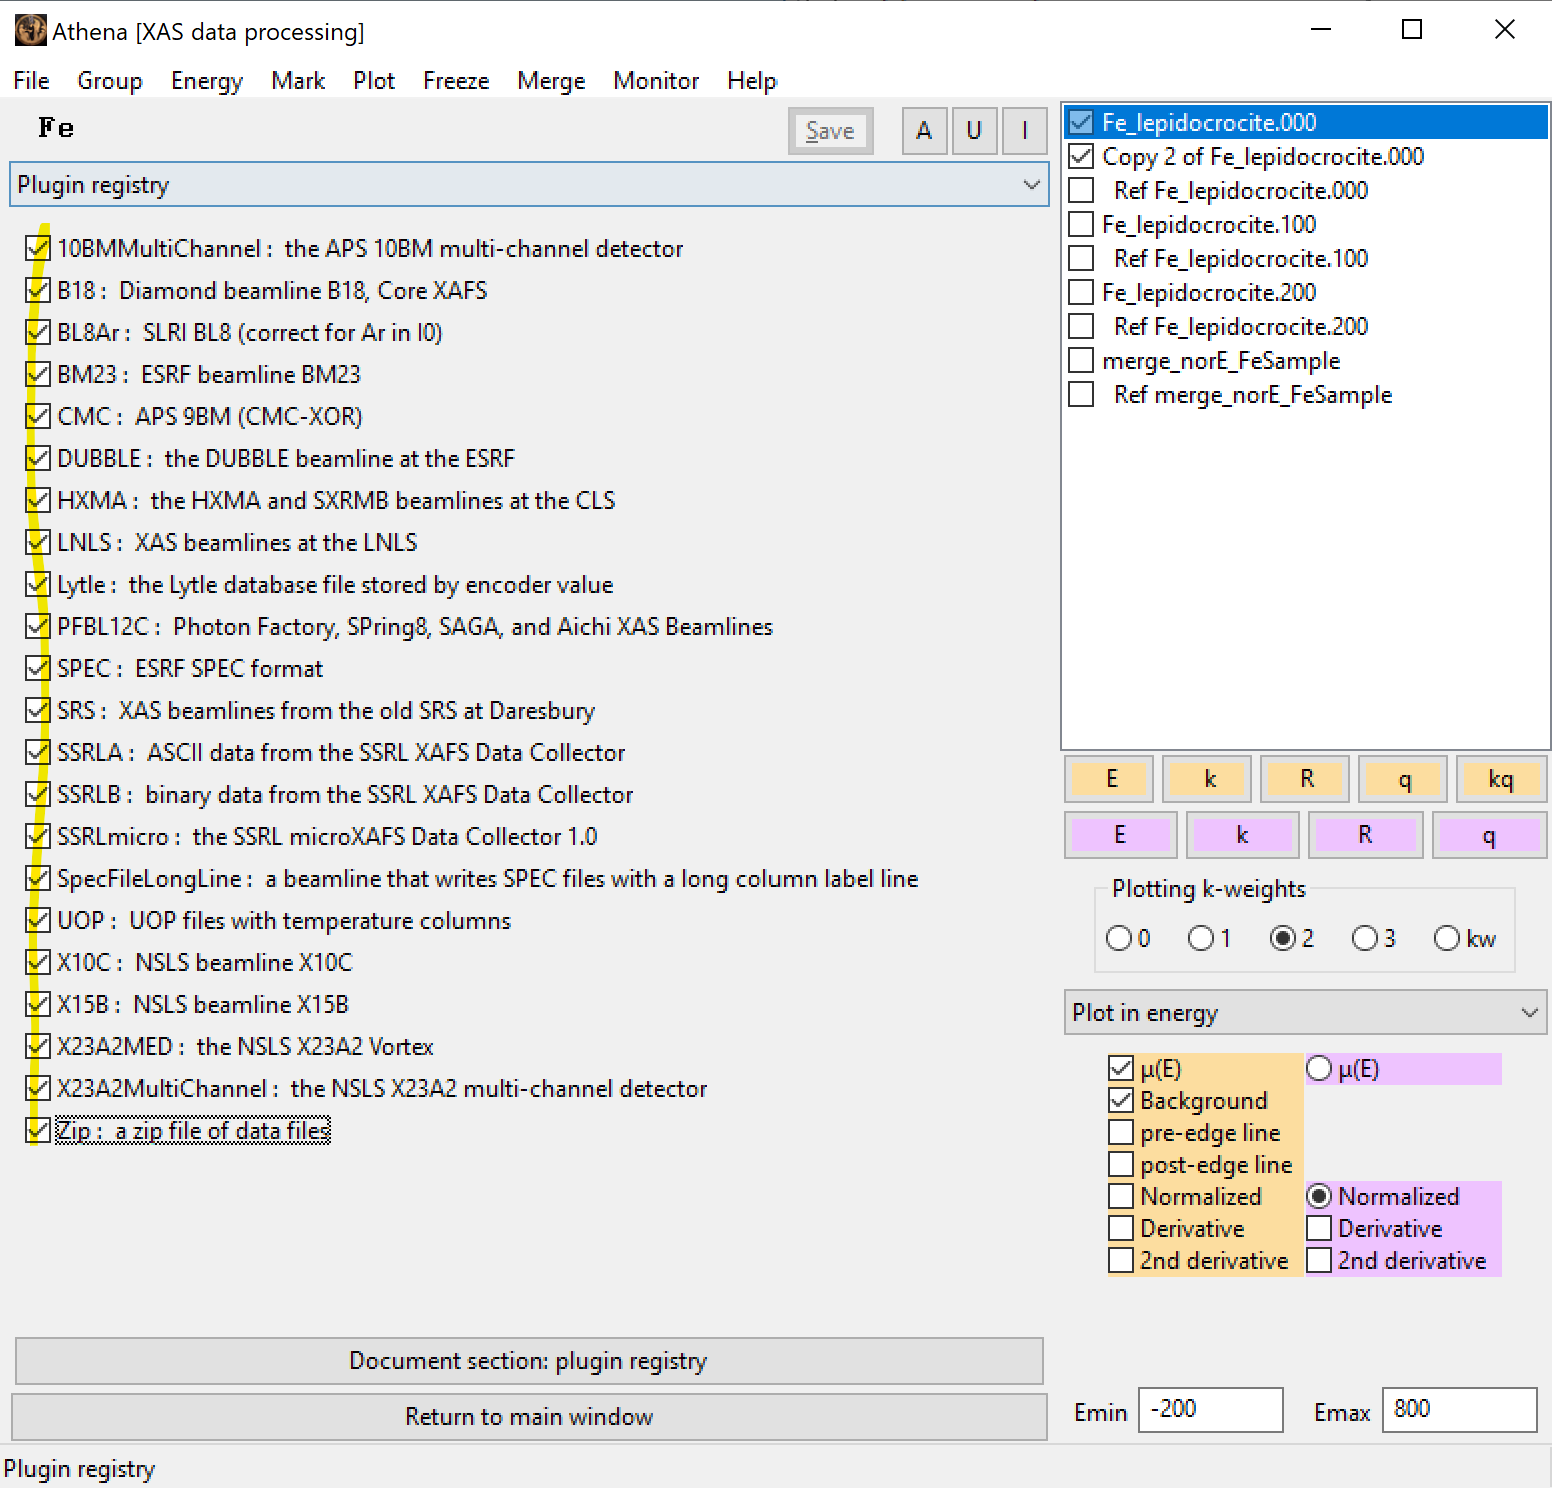 Athena [XAS data processing]
File Group Energy Mark Plot Freeze Merge Monitor Help
Fe
Save A U I
Plugin registry
10BMMultiChannel : the APS 10BM multi-channel detector
B18 : Diamond beamline B18, Core XAFS
BL8Ar : SLRI BL8 (correct for Ar in I0)
BM23 : ESRF beamline BM23
CMC : APS 9BM (CMC-XOR)
DUBBLE : the DUBBLE beamline at the ESRF
HXMA : the HXMA and SXRMB beamlines at the CLS
LNLS : XAS beamlines at the LNLS
Lytle : the Lytle database file stored by encoder value
PFBL12C : Photon Factory, SPring8, SAGA, and Aichi XAS Beamlines
SPEC : ESRF SPEC format
SRS : XAS beamlines from the old SRS at Daresbury
SSRLA : ASCII data from the SSRL XAFS Data Collector
SSRLB : binary data from the SSRL XAFS Data Collector
SSRLmicro : the SSRL microXAFS Data Collector 1.0
SpecFileLongLine : a beamline that writes SPEC files with a long column label line
UOP : UOP files with temperature columns
X10C : NSLS beamline X10C
X15B : NSLS beamline X15B
X23A2MED : the NSLS X23A2 Vortex
X23A2MultiChannel : the NSLS X23A2 multi-channel detector
Zip : a zip file of data files
Document section: plugin registry
Return to main window
Plugin registry
Fe_lepidocrocite.000
Copy 2 of Fe_lepidocrocite.000
Ref Fe_lepidocrocite.000
Fe_lepidocrocite.100
Ref Fe_lepidocrocite.100
Fe_lepidocrocite.200
Ref Fe_lepidocrocite.200
merge_norE_FeSample
Ref merge_norE_FeSample
E k R q kq
E k R q
Plotting k-weights
0 1 2 3 kw
Plot in energy
μ(E) μ(E)
Background
pre-edge line
post-edge line
Normalized Normalized
Derivative Derivative
2nd derivative 2nd derivative
Emin -200 Emax 800